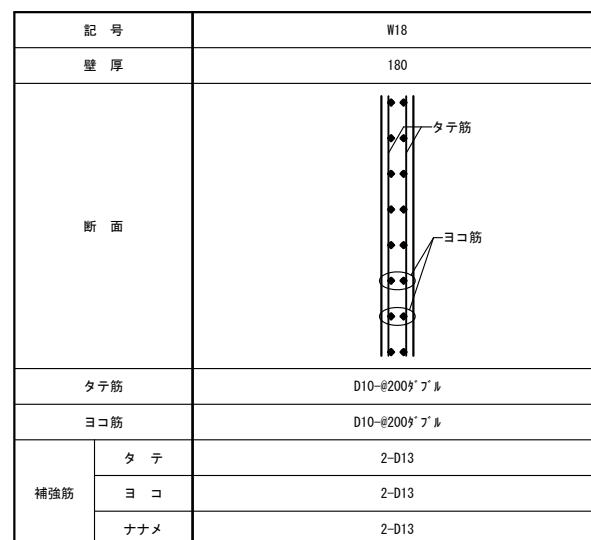 記 号 W18
壁 厚 180
断 面
タテ筋
ヨコ筋
タテ筋 D10-@200ﾀﾞﾌﾞﾙ
ヨコ筋 D10-@200ﾀﾞﾌﾞﾙ
補強筋
タ テ 2-D13
ヨ コ 2-D13
ナナメ 2-D13